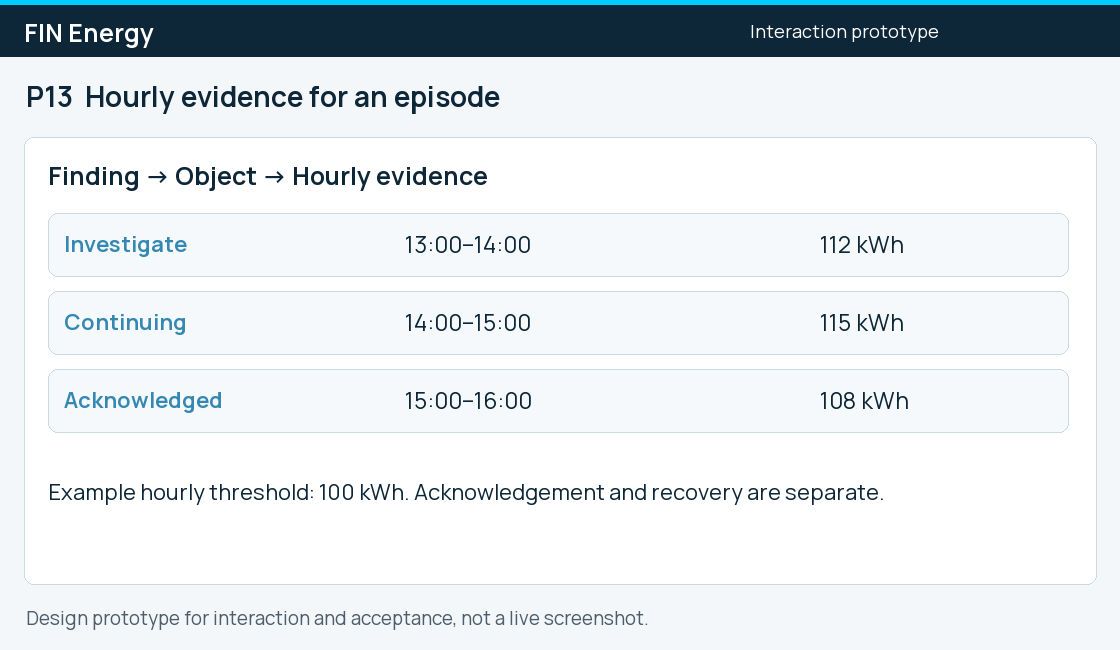 FIN Energy
Interaction prototype
P13 Hourly evidence for an episode
Finding → Object → Hourly evidence
Investigate 13:00–14:00 112 kWh
Continuing 14:00–15:00 115 kWh
Acknowledged 15:00–16:00 108 kWh
Example hourly threshold: 100 kWh. Acknowledgement and recovery are separate.
Design prototype for interaction and acceptance, not a live screenshot.